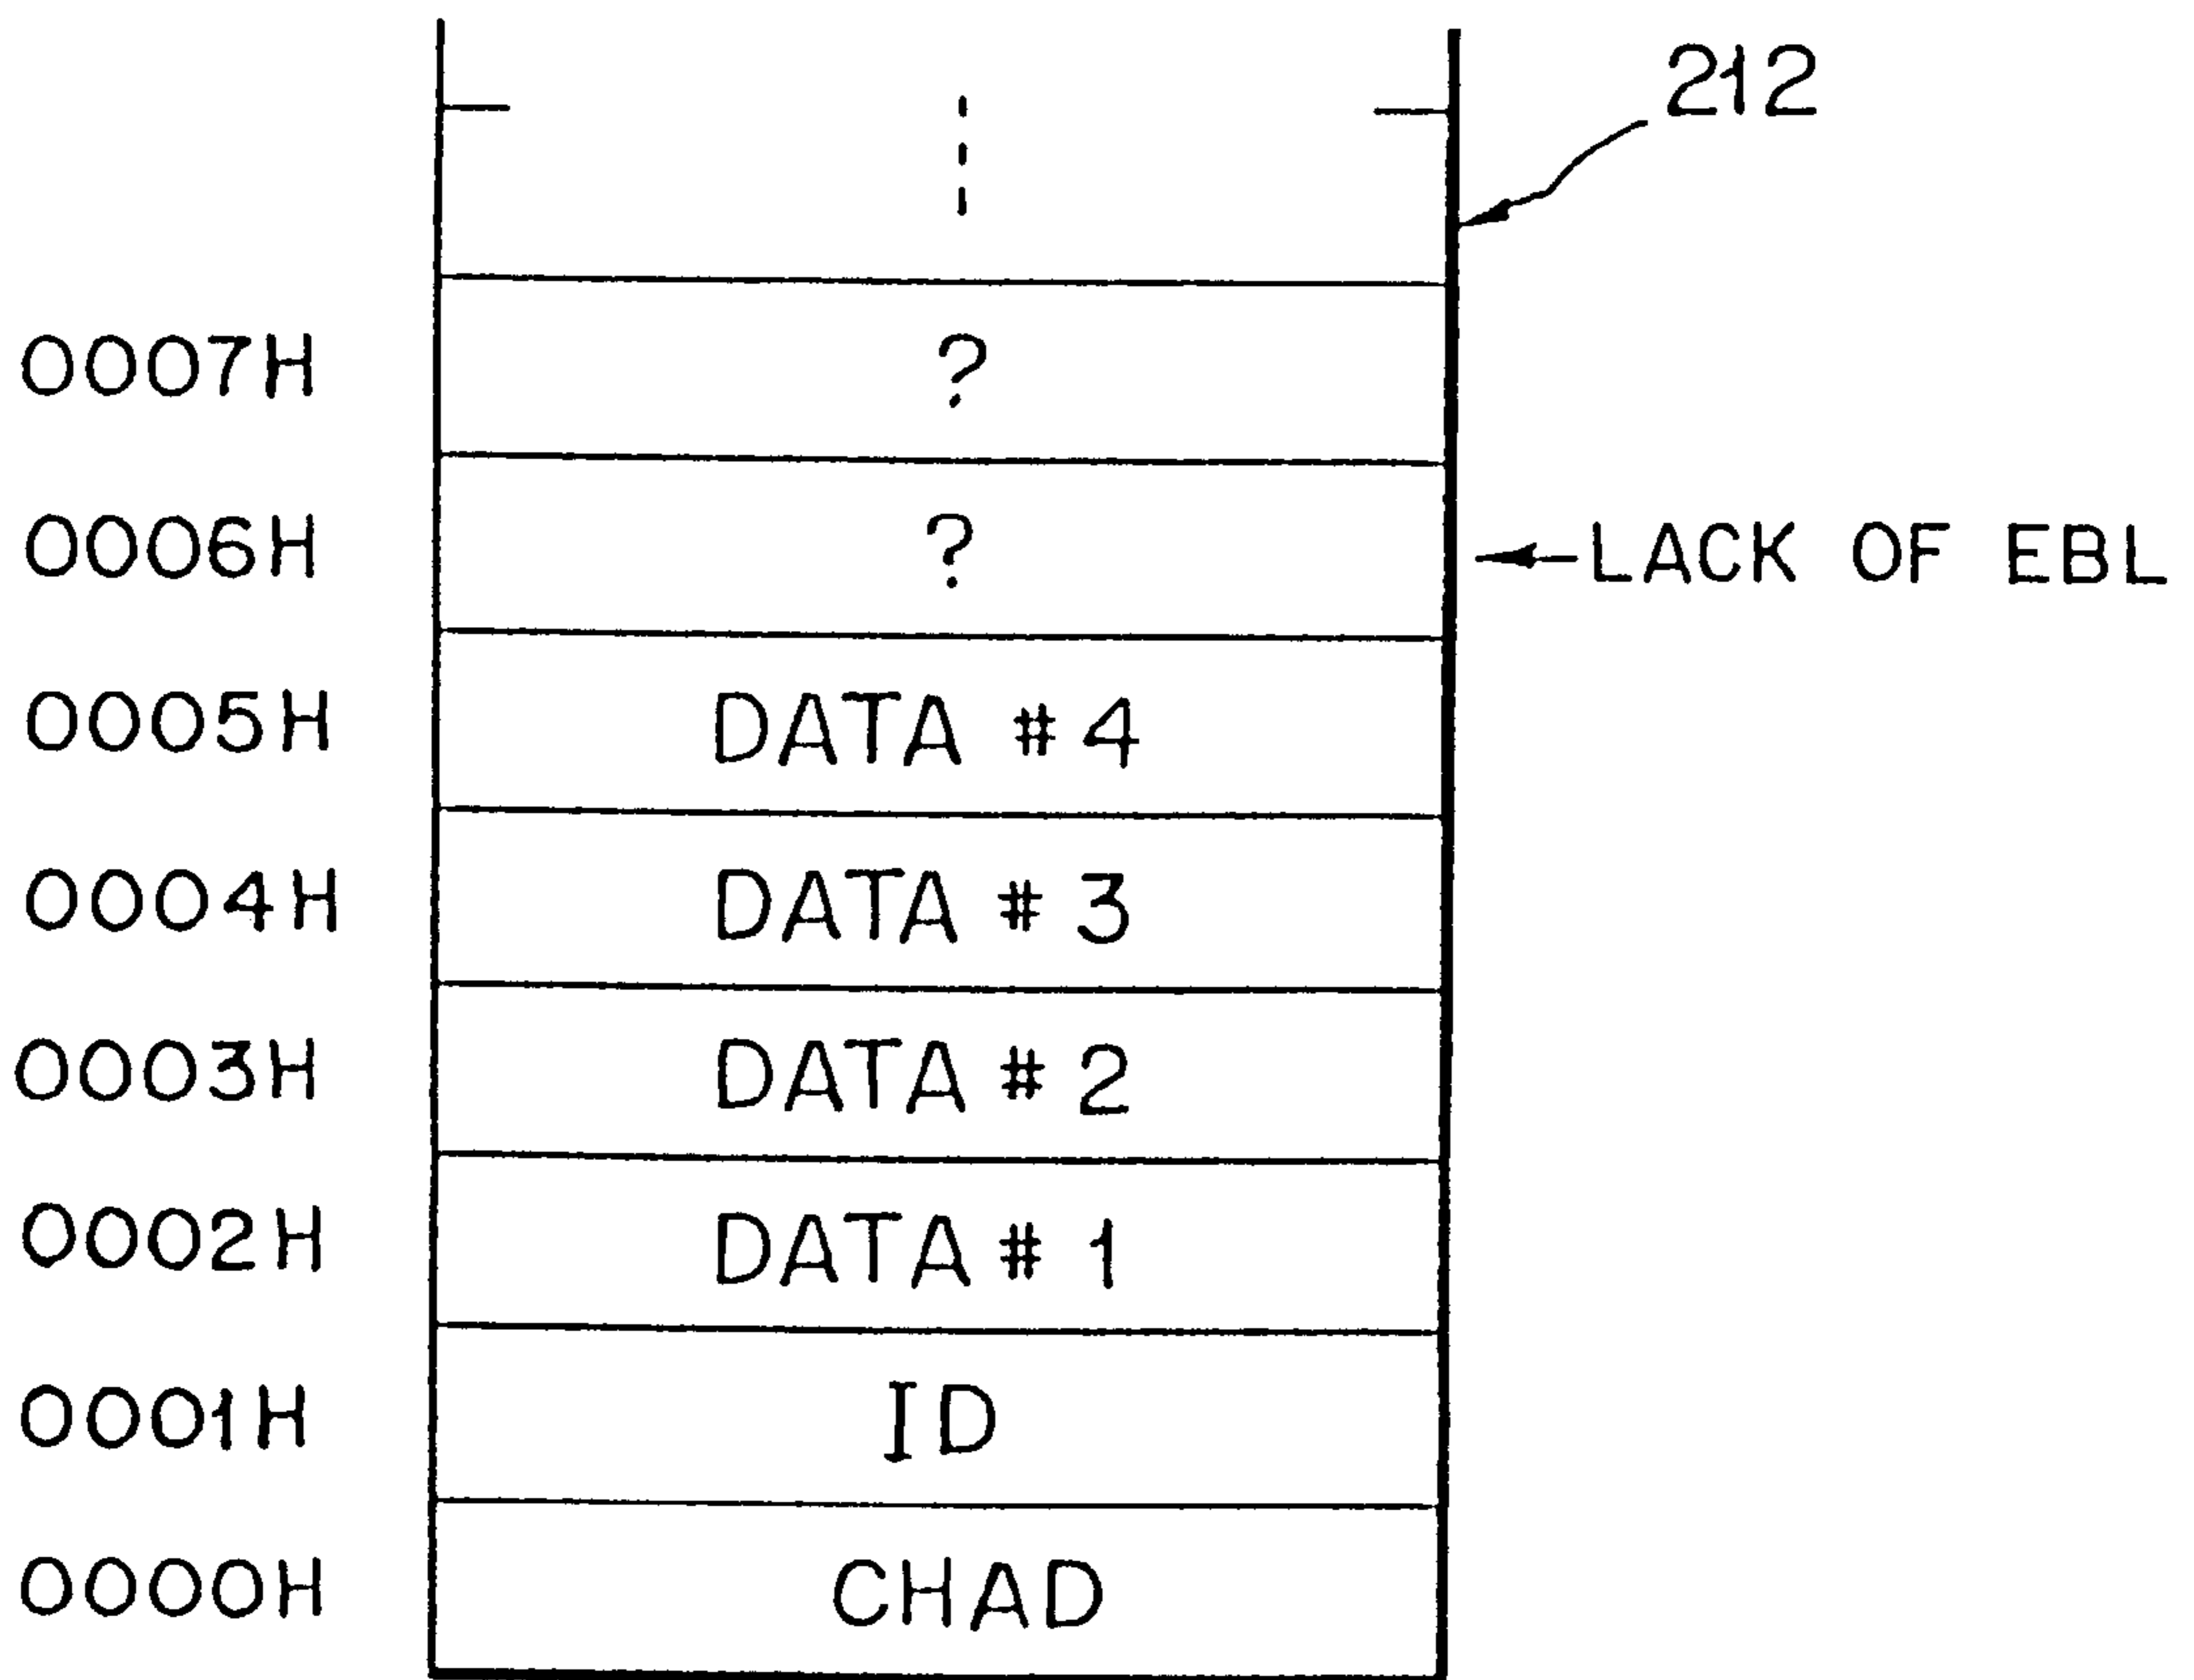 212
0007H ?
0006H ? LACK OF EBL
0005H DATA #4
0004H DATA #3
0003H DATA #2
0002H DATA #1
0001H ID
0000H CHAD